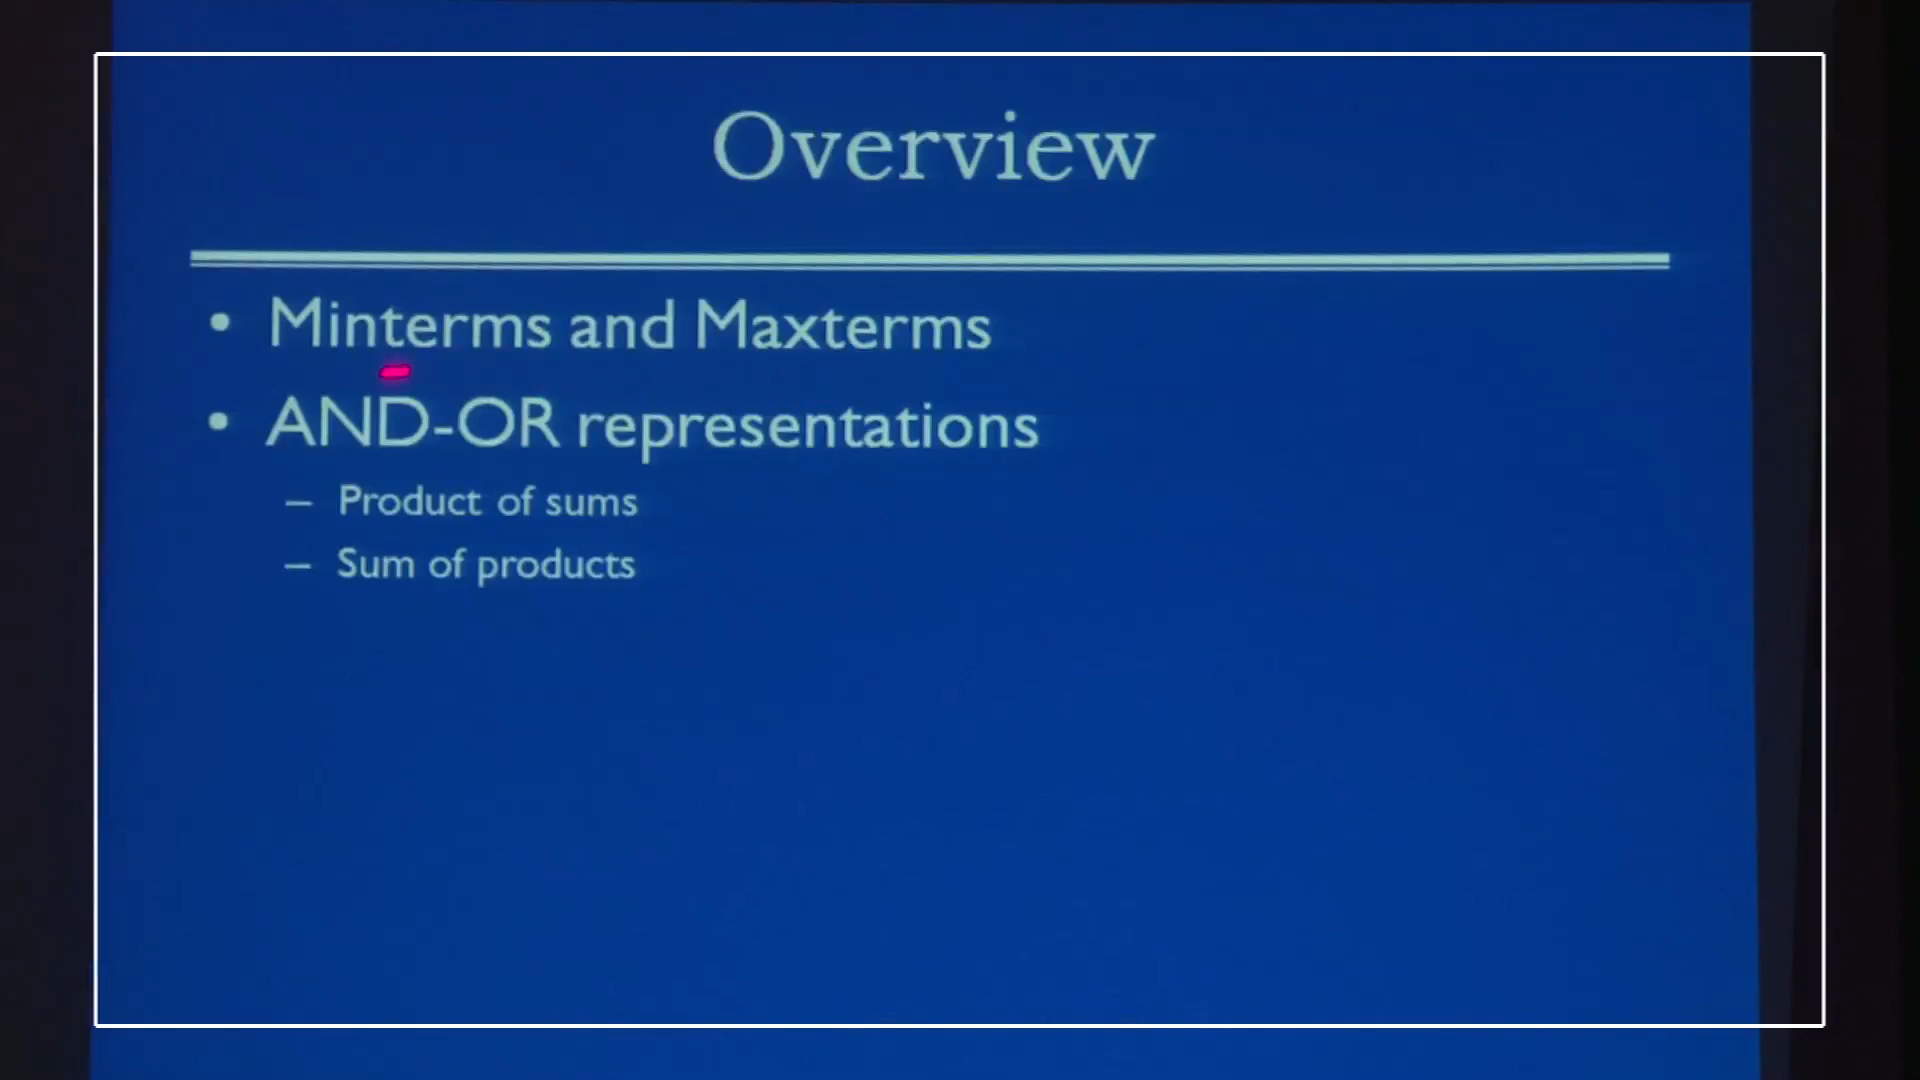 Overview
• Minterms and Maxterms
• AND-OR representations
– Product of sums
– Sum of products